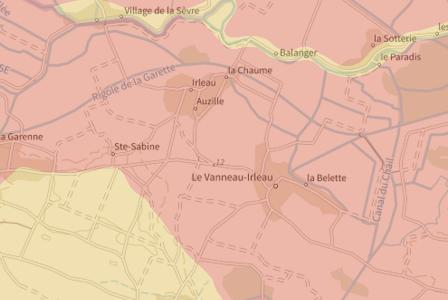 Village de la Sèvre
la Sotterie
Balanger
le Paradis
la Chaume
Rigole de la Garette
Irleau
Auzille
la Garenne
Ste-Sabine
12
Le Vanneau-Irleau
la Belette
Canal du Chail